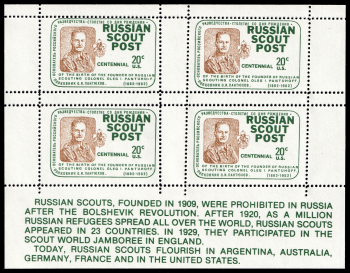 RUSSIAN
SCOUT
POST
CENTENNIAL 20¢
U.S.
OF THE BIRTH OF THE FOUNDER OF RUSSIAN
SCOUTING COLONEL OLEG I PANTUHOFF
(1882-1982)
RUSSIAN
SCOUT
POST
CENTENNIAL 20¢
U.S.
OF THE BIRTH OF THE FOUNDER OF RUSSIAN
SCOUTING COLONEL OLEG I PANTUHOFF
(1882-1982)
RUSSIAN
SCOUT
POST
CENTENNIAL 20¢
U.S.
OF THE BIRTH OF THE FOUNDER OF RUSSIAN
SCOUTING COLONEL OLEG I PANTUHOFF
(1882-1982)
RUSSIAN
SCOUT
POST
CENTENNIAL 20¢
U.S.
OF THE BIRTH OF THE FOUNDER OF RUSSIAN
SCOUTING COLONEL OLEG I PANTUHOFF
(1882-1982)
RUSSIAN SCOUTS, FOUNDED IN 1909, WERE PROHIBITED IN RUSSIA
AFTER THE BOLSHEVIK REVOLUTION. AFTER 1920, AS A MILLION
RUSSIAN REFUGEES SPREAD ALL OVER THE WORLD, RUSSIAN SCOUTS
APPEARED IN 23 COUNTRIES. IN 1929, THEY PARTICIPATED IN THE
SCOUT WORLD JAMBOREE IN ENGLAND.
TODAY, RUSSIAN SCOUTS FLOURISH IN ARGENTINA, AUSTRALIA,
GERMANY, FRANCE AND IN THE UNITED STATES.